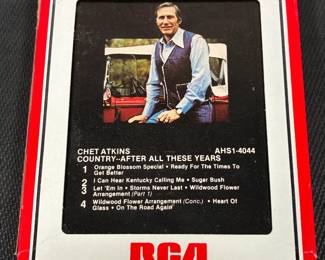 CHET ATKINS AHS1-4044
COUNTRY--AFTER ALL THESE YEARS
1 Orange Blossom Special • Ready For The Times To
Get Better
2 I Can Hear Kentucky Calling Me • Sugar Bush
3 Let 'Em In • Storms Never Last • Wildwood Flower
Arrangement (Part 1)
4 Wildwood Flower Arrangement (Conc.) • Heart Of
Glass • On The Road Again
RCA